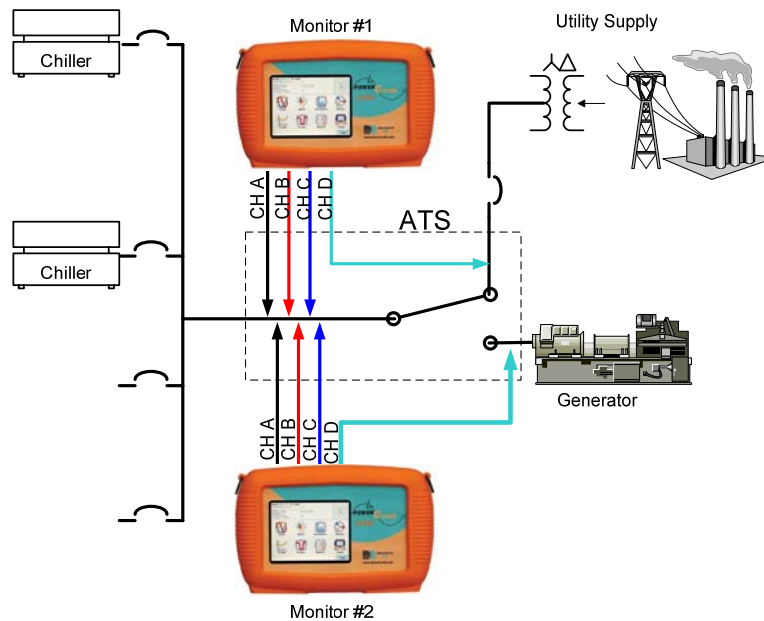 Monitor #1
Utility Supply
Chiller
CH A
CH B
CH C
CH D
ATS
Chiller
Generator
CH A
CH B
CH C
CH D
Monitor #2